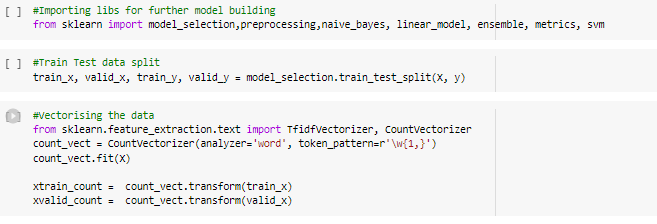 [ ] #Importing libs for further model building
from sklearn import model_selection,preprocessing,naive_bayes, linear_model, ensemble, metrics, svm
[ ] #Train Test data split
train_x, valid_x, train_y, valid_y = model_selection.train_test_split(X, y)
#Vectorising the data
from sklearn.feature_extraction.text import TfidfVectorizer, CountVectorizer
count_vect = CountVectorizer(analyzer='word', token_pattern=r'\w{1,}')
count_vect.fit(X)
xtrain_count =  count_vect.transform(train_x)
xvalid_count =  count_vect.transform(valid_x)